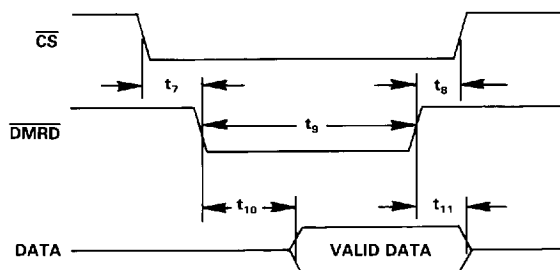 CS
t7 t8
DMRD
t9
t10 t11
DATA VALID DATA